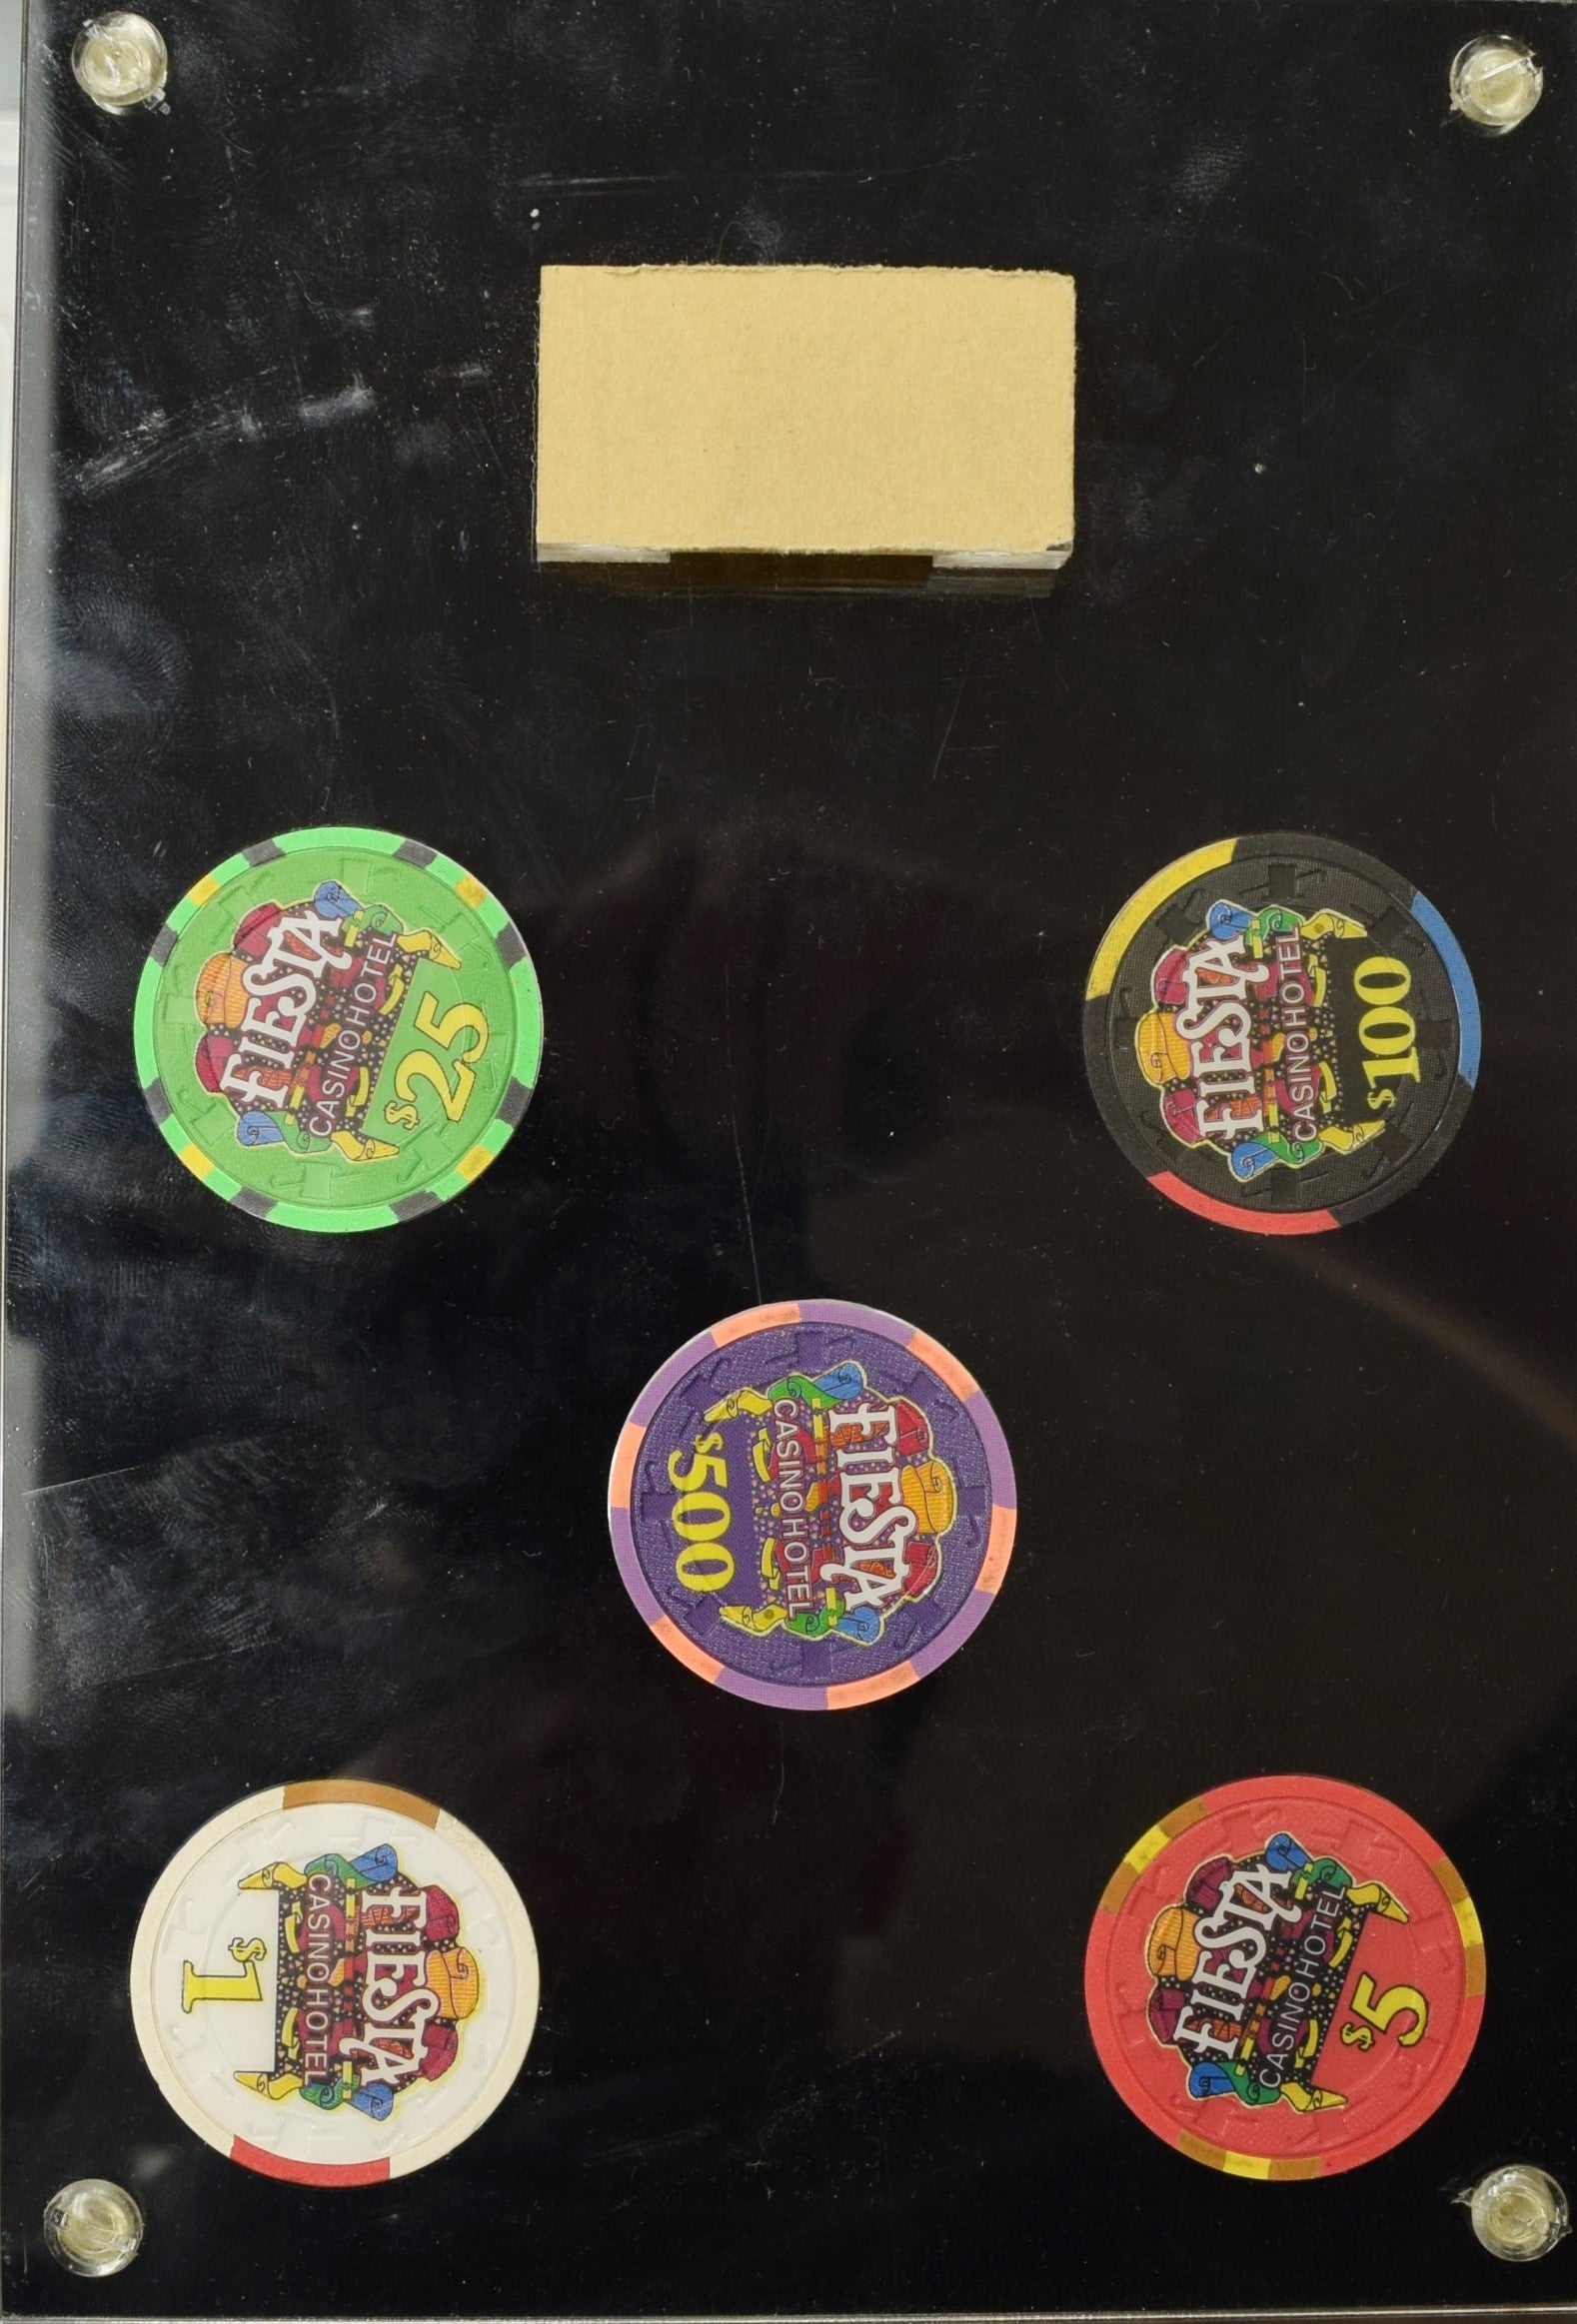 FIESTA
CASINO HOTEL
$25
FIESTA
CASINO HOTEL
$100
FIESTA
CASINO HOTEL
$500
FIESTA
CASINO HOTEL
$1
FIESTA
CASINO HOTEL
$5